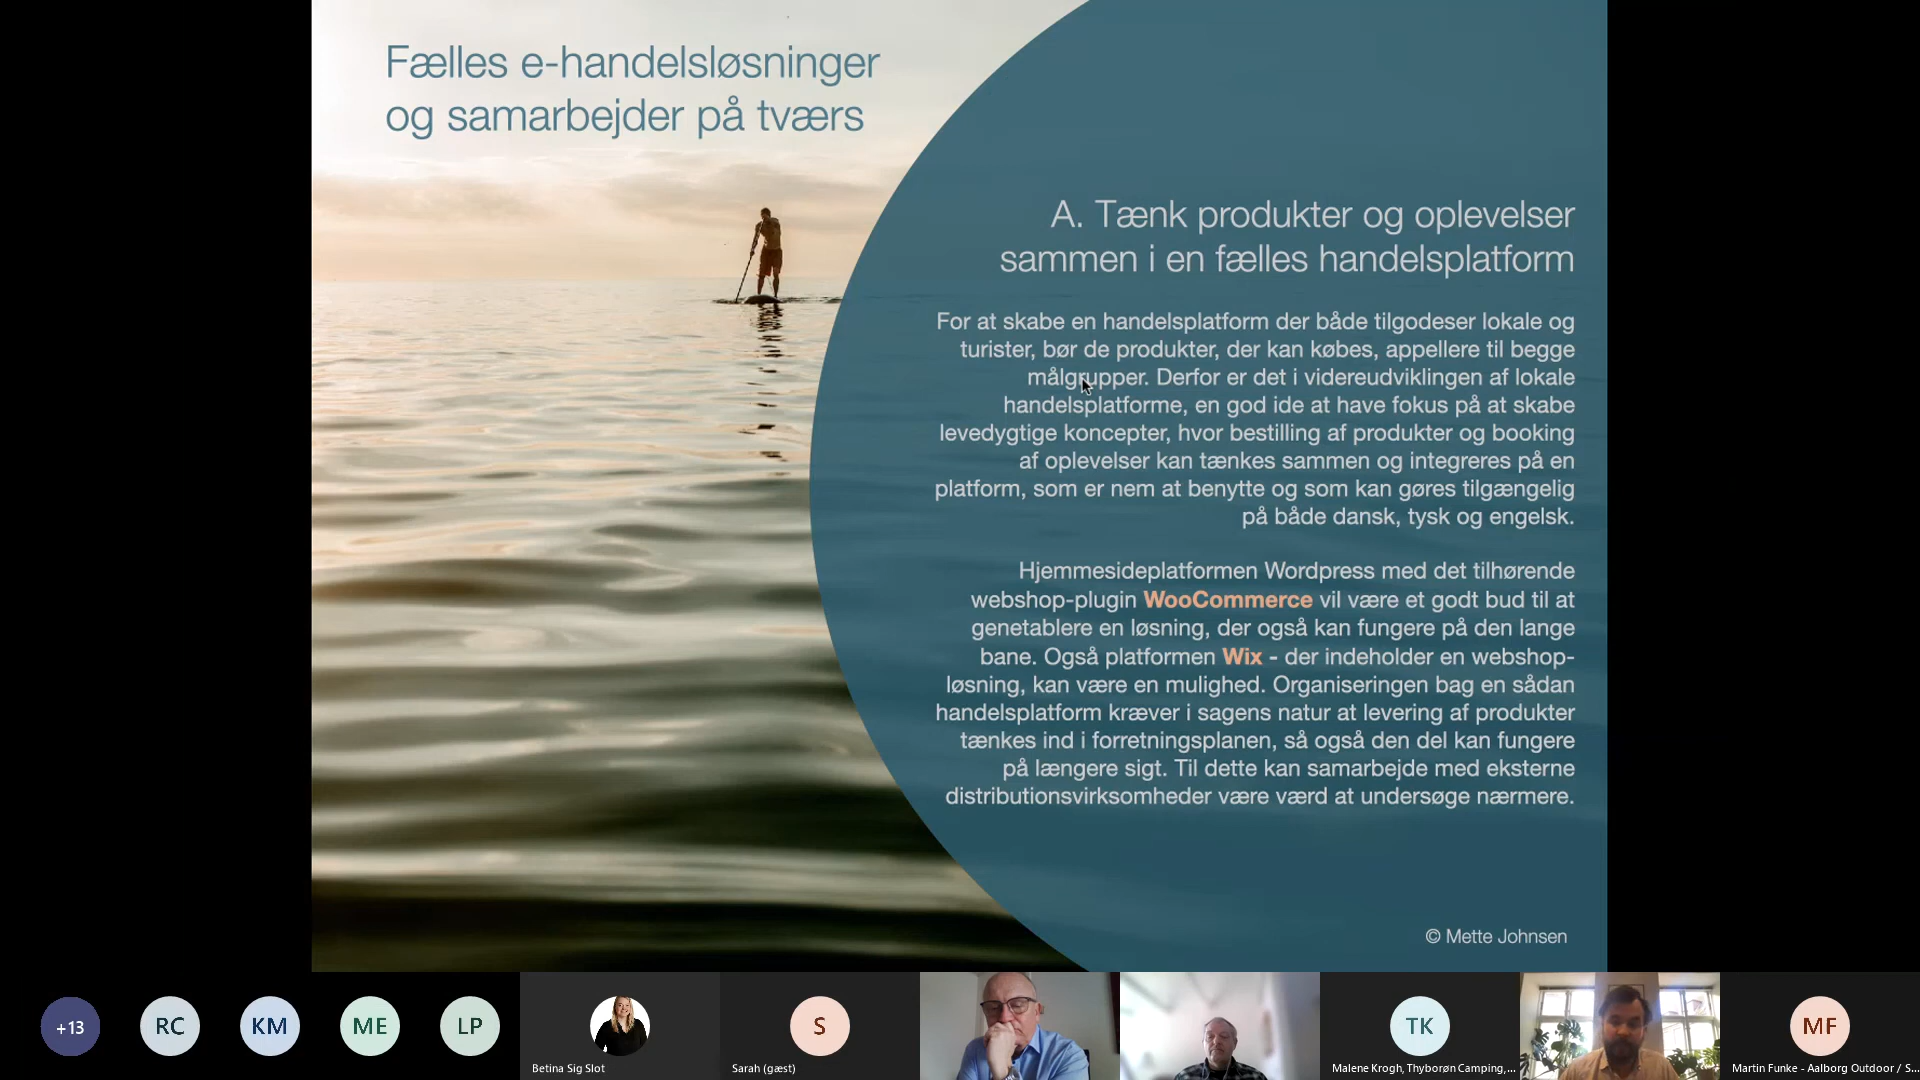 Fælles e-handelsløsninger
og samarbejder på tværs
A. Tænk produkter og oplevelser
sammen i en fælles handelsplatform
For at skabe en handelsplatform der både tilgodeser lokale og
turister, bør de produkter, der kan købes, appellere til begge
målgrupper. Derfor er det i videreudviklingen af lokale
handelsplatforme, en god ide at have fokus på at skabe
levedygtige koncepter, hvor bestilling af produkter og booking
af oplevelser kan tænkes sammen og integreres på en
platform, som er nem at benytte og som kan gøres tilgængelig
på både dansk, tysk og engelsk.
Hjemmesideplatformen Wordpress med det tilhørende
webshop-plugin WooCommerce vil være et godt bud til at
genetablere en løsning, der også kan fungere på den lange
bane. Også platformen Wix - der indeholder en webshop-
løsning, kan være en mulighed. Organiseringen bag en sådan
handelsplatform kræver i sagens natur at levering af produkter
tænkes ind i forretningsplanen, så også den del kan fungere
på længere sigt. Til dette kan samarbejde med eksterne
distributionsvirksomheder være værd at undersøge nærmere.
© Mette Johnsen
+13
RC
KM
ME
LP
Betina Sig Slot
S
Sarah (gæst)
TK
Malene Krogh, Thyborøn Camping,...
MF
Martin Funke - Aalborg Outdoor / S...